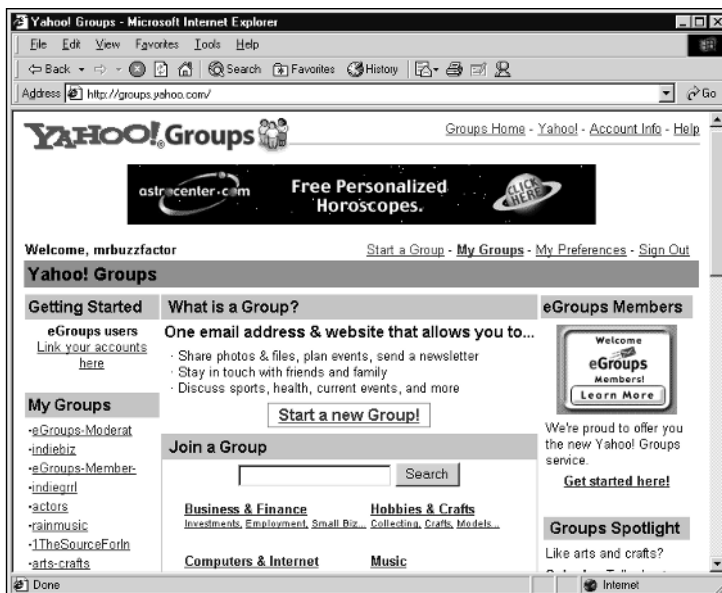 Yahoo! Groups - Microsoft Internet Explorer
File Edit View Favorites Tools Help
Back Search Favorites History
Address http://groups.yahoo.com/ Go
YAHOO! Groups
Groups Home - Yahoo! - Account Info - Help
astrocenter.com Free Personalized Horoscopes. CLICK HERE
Welcome, mrbuzzfactor
Start a Group - My Groups - My Preferences - Sign Out
Yahoo! Groups
Getting Started
eGroups users
Link your accounts
here
My Groups
·eGroups-Moderat
·indiebiz
·eGroups-Member-
·indiegrrl
·actors
·rainmusic
·1TheSourceForIn
·arts-crafts
What is a Group?
One email address & website that allows you to...
· Share photos & files, plan events, send a newsletter
· Stay in touch with friends and family
· Discuss sports, health, current events, and more
Start a new Group!
Join a Group
Search
Business & Finance
Investments, Employment, Small Biz...
Hobbies & Crafts
Collecting, Crafts, Models...
Computers & Internet
Music
eGroups Members
Welcome
eGroups
Members!
Learn More
We're proud to offer you
the new Yahoo! Groups
service.
Get started here!
Groups Spotlight
Like arts and crafts?
Done
Internet